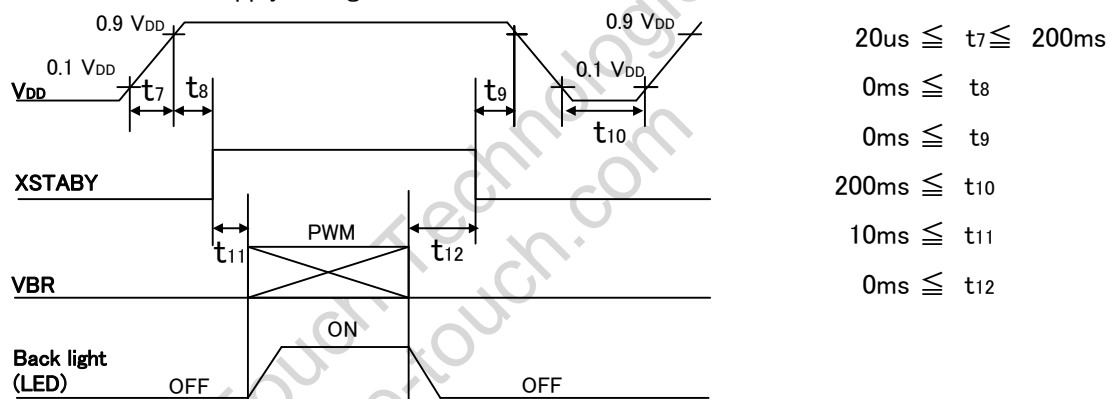 0.9 VDD
0.9 VDD
0.1 VDD
0.1 VDD
VDD
t7
t8
t9
t10
XSTABY
t11
PWM
t12
VBR
ON
Back light
(LED)
OFF
OFF
20us ≦ t7≦ 200ms
0ms ≦ t8
0ms ≦ t9
200ms ≦ t10
10ms ≦ t11
0ms ≦ t12